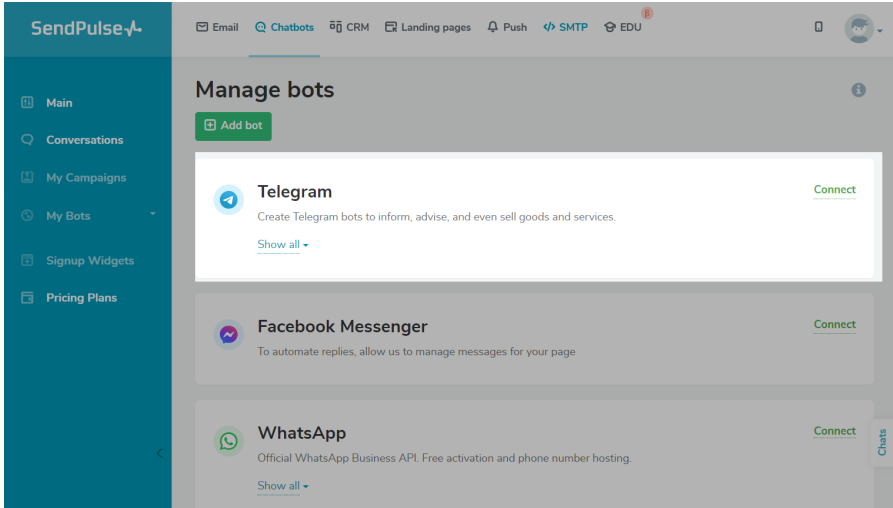 SendPulse
Email Chatbots CRM Landing pages Push SMTP EDU β
Main
Conversations
My Campaigns
My Bots
Signup Widgets
Pricing Plans
Manage bots
Add bot
Telegram
Connect
Create Telegram bots to inform, advise, and even sell goods and services.
Show all
Facebook Messenger
Connect
To automate replies, allow us to manage messages for your page
WhatsApp
Connect
Official WhatsApp Business API. Free activation and phone number hosting.
Show all
Chats